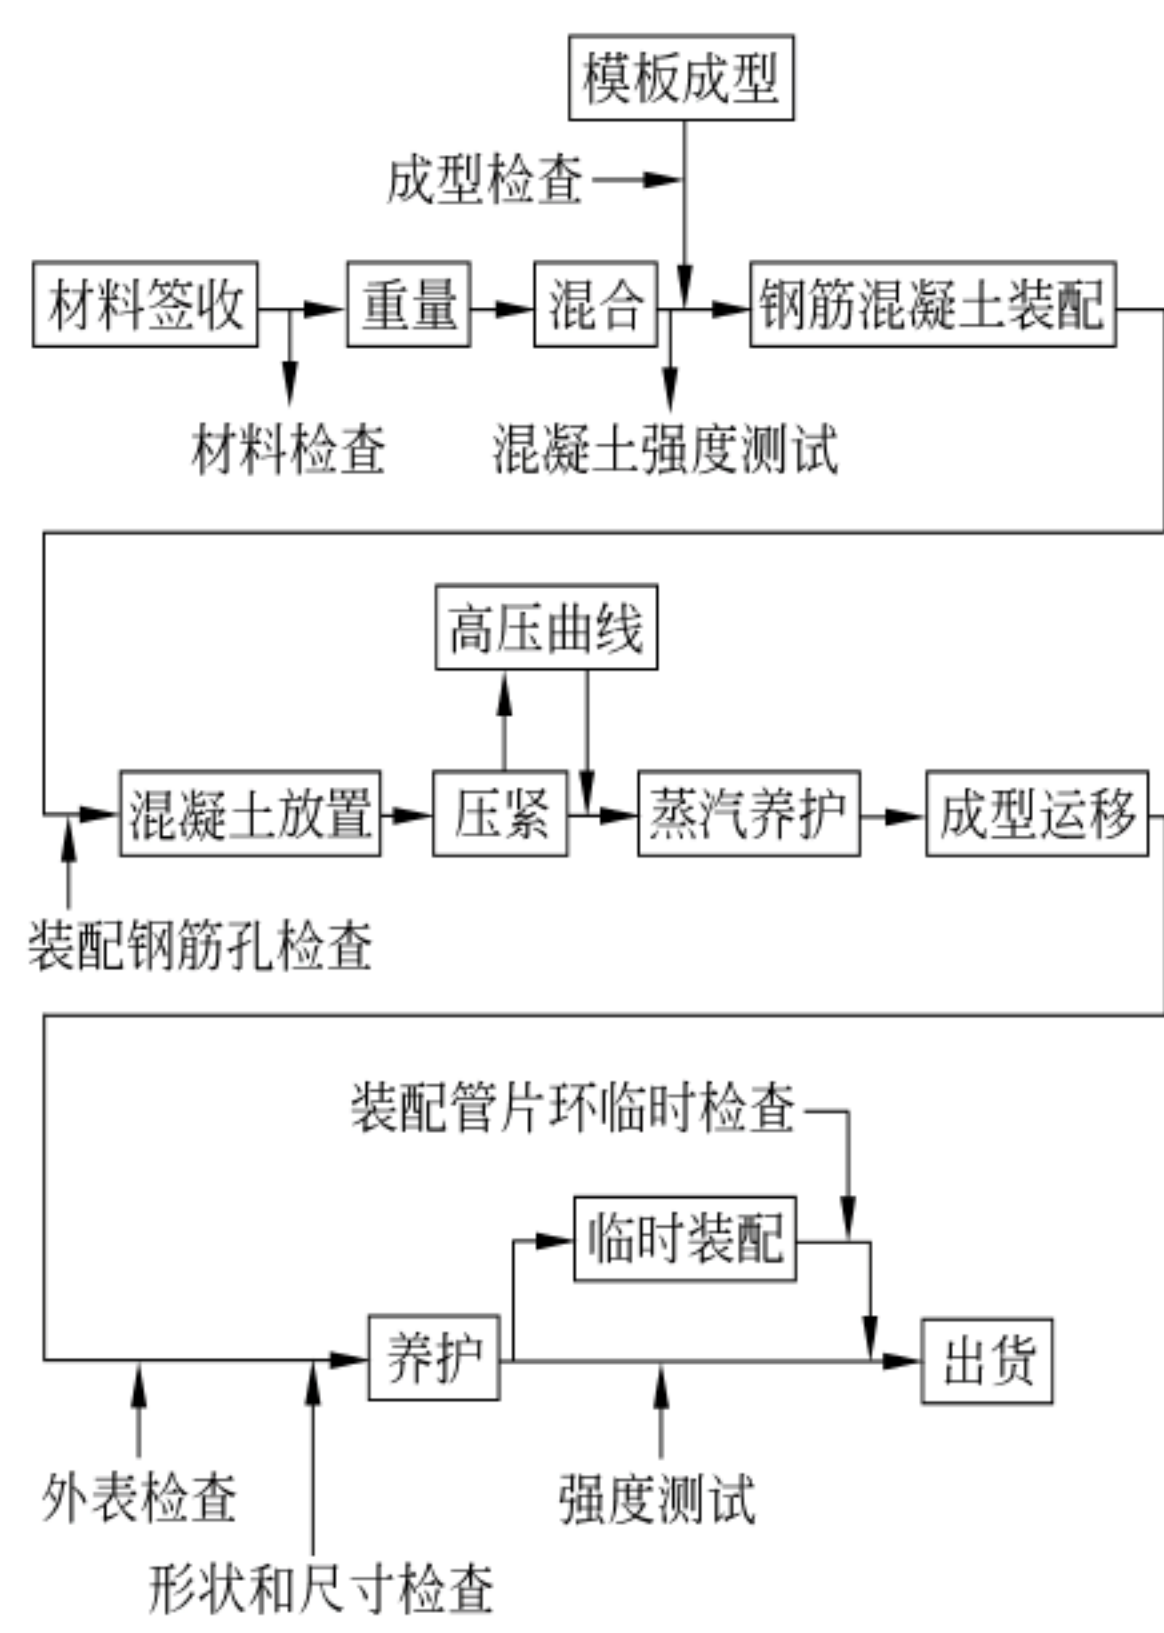 模板成型
成型检查
材料签收
重量
混合
钢筋混凝土装配
材料检查
混凝土强度测试
高压曲线
混凝土放置
压紧
蒸汽养护
成型运移
装配钢筋孔检查
装配管片环临时检查
临时装配
养护
出货
外表检查
强度测试
形状和尺寸检查